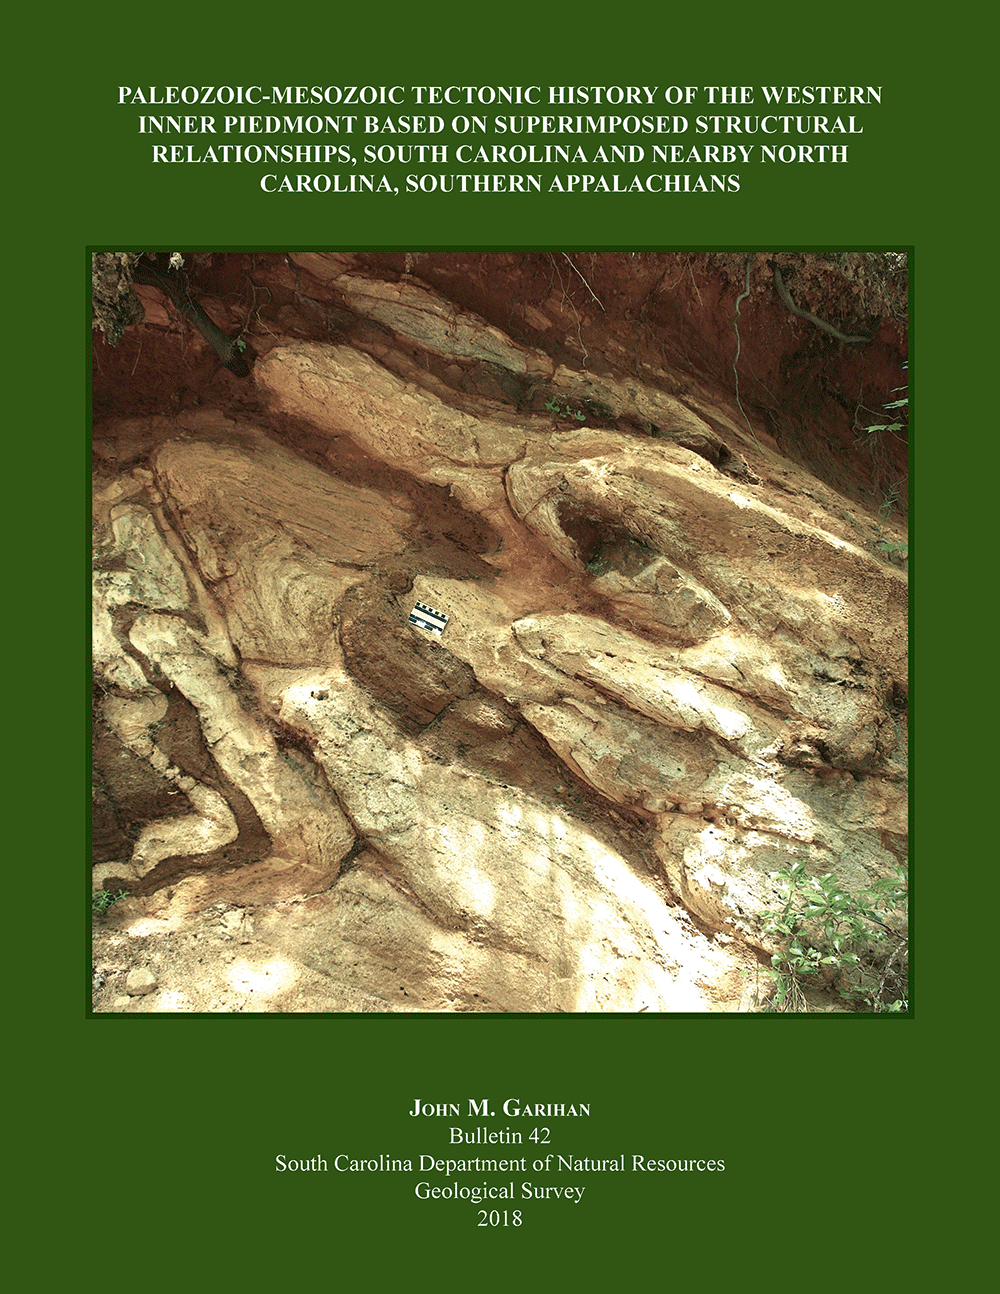 PALEOZOIC-MESOZOIC TECTONIC HISTORY OF THE WESTERN
INNER PIEDMONT BASED ON SUPERIMPOSED STRUCTURAL
RELATIONSHIPS, SOUTH CAROLINA AND NEARBY NORTH
CAROLINA, SOUTHERN APPALACHIANS
JOHN M. GARIHAN
Bulletin 42
South Carolina Department of Natural Resources
Geological Survey
2018